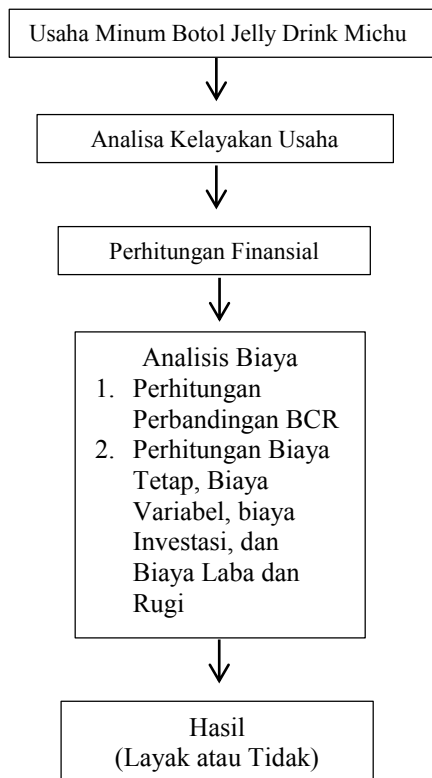 Usaha Minum Botol Jelly Drink Michu
Analisa Kelayakan Usaha
Perhitungan Finansial
Analisis Biaya
1. Perhitungan
Perbandingan BCR
2. Perhitungan Biaya
Tetap, Biaya
Variabel, biaya
Investasi, dan
Biaya Laba dan
Rugi
Hasil
(Layak atau Tidak)